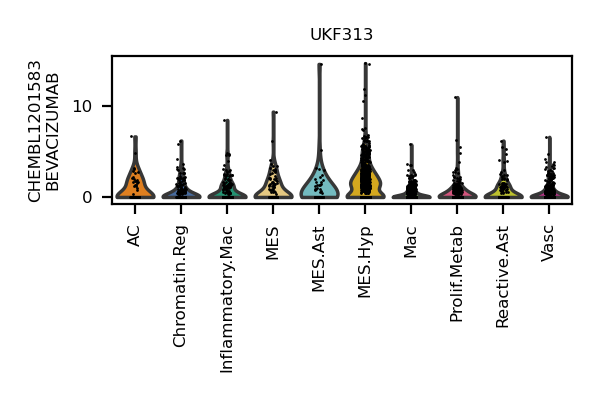 UKF313
CHEMBL1201583
BEVACIZUMAB
10
0
AC
Chromatin.Reg
Inflammatory.Mac
MES
MES.Ast
MES.Hyp
Mac
Prolif.Metab
Reactive.Ast
Vasc